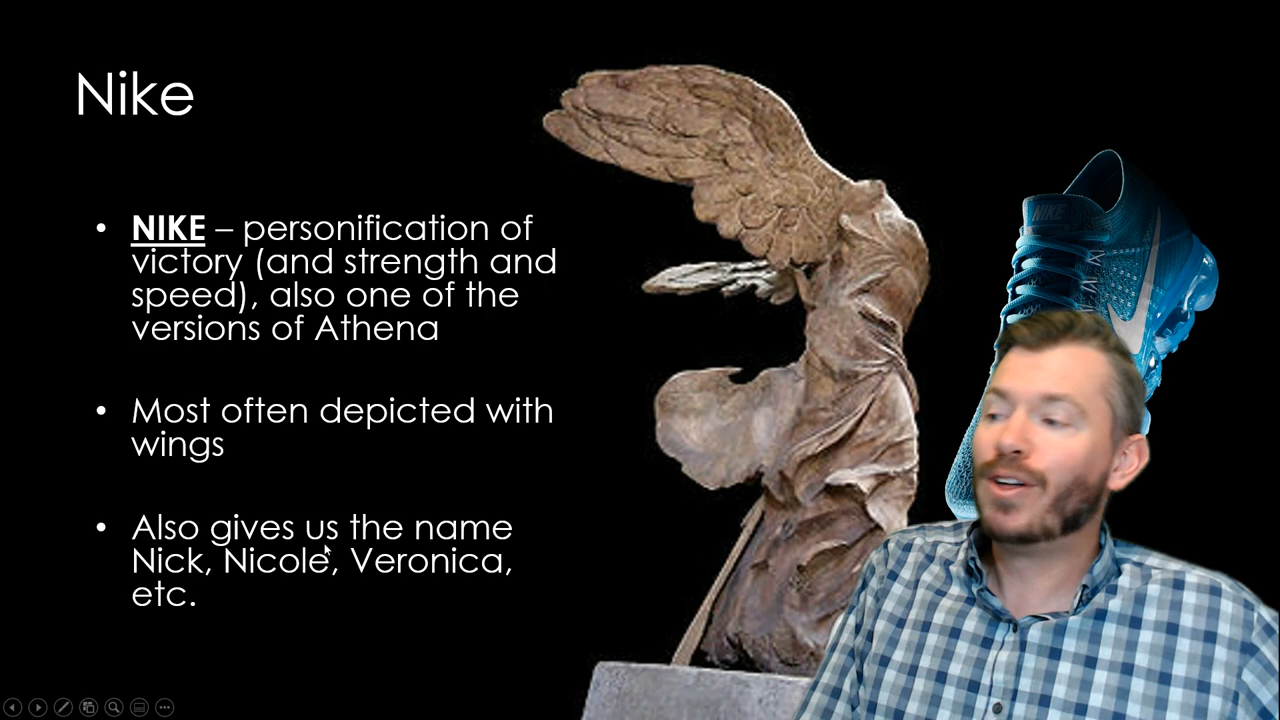 Nike
• NIKE – personification of
victory (and strength and
speed), also one of the
versions of Athena
• Most often depicted with
wings
• Also gives us the name
Nick, Nicole, Veronica,
etc.
NIKE